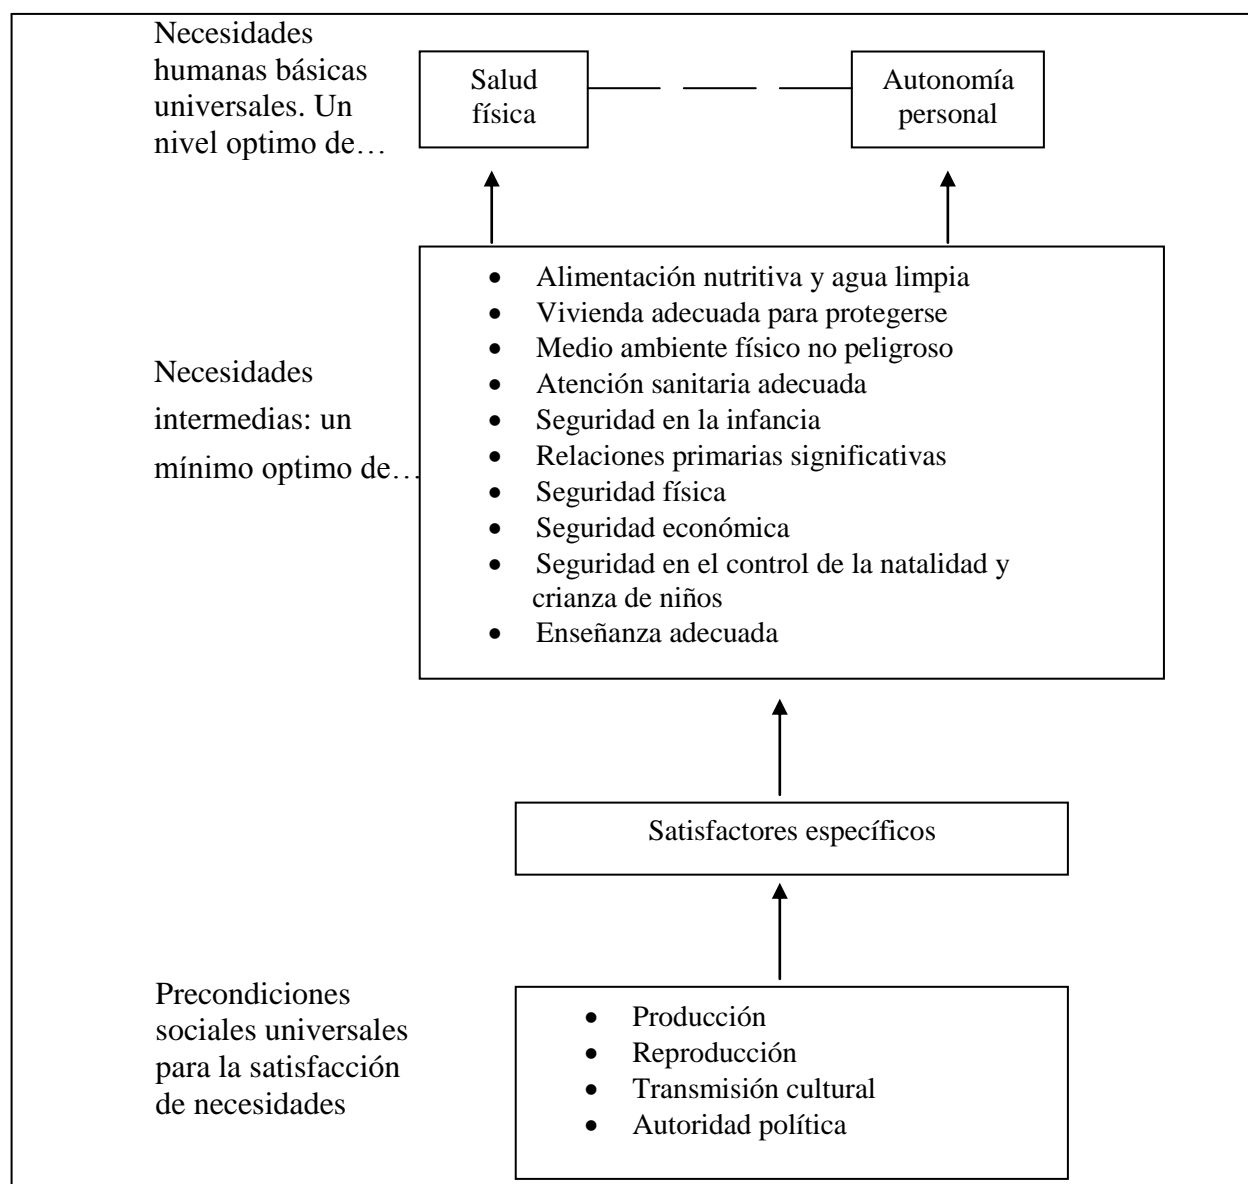 Necesidades
humanas básicas
universales. Un
nivel optimo de…
Salud
física
Autonomía
personal
Necesidades
intermedias: un
mínimo optimo de…
• Alimentación nutritiva y agua limpia
• Vivienda adecuada para protegerse
• Medio ambiente físico no peligroso
• Atención sanitaria adecuada
• Seguridad en la infancia
• Relaciones primarias significativas
• Seguridad física
• Seguridad económica
• Seguridad en el control de la natalidad y
crianza de niños
• Enseñanza adecuada
Satisfactores específicos
Precondiciones
sociales universales
para la satisfacción
de necesidades
• Producción
• Reproducción
• Transmisión cultural
• Autoridad política